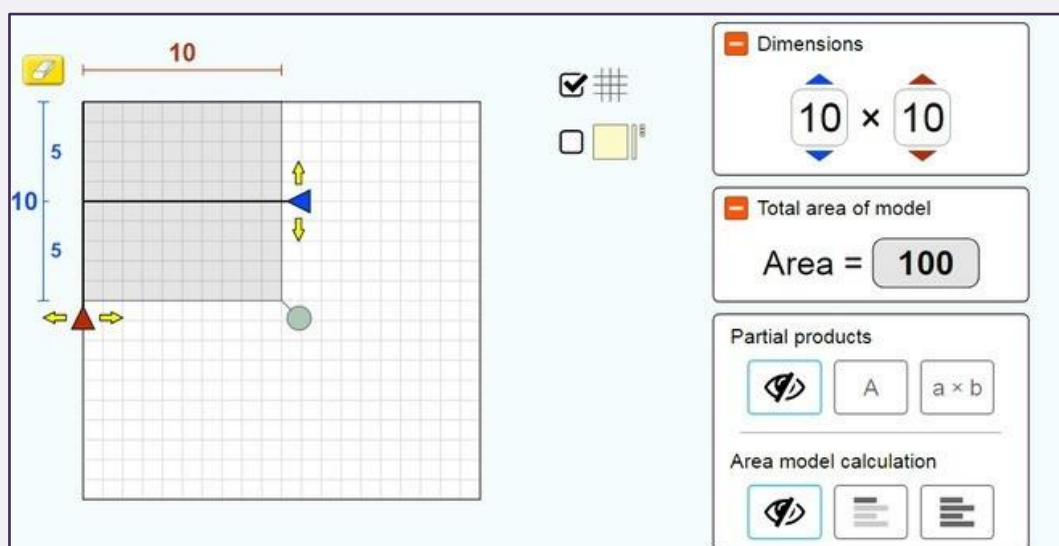 10
5
10
5
Dimensions
10 × 10
Total area of model
Area = 100
Partial products
A
a × b
Area model calculation